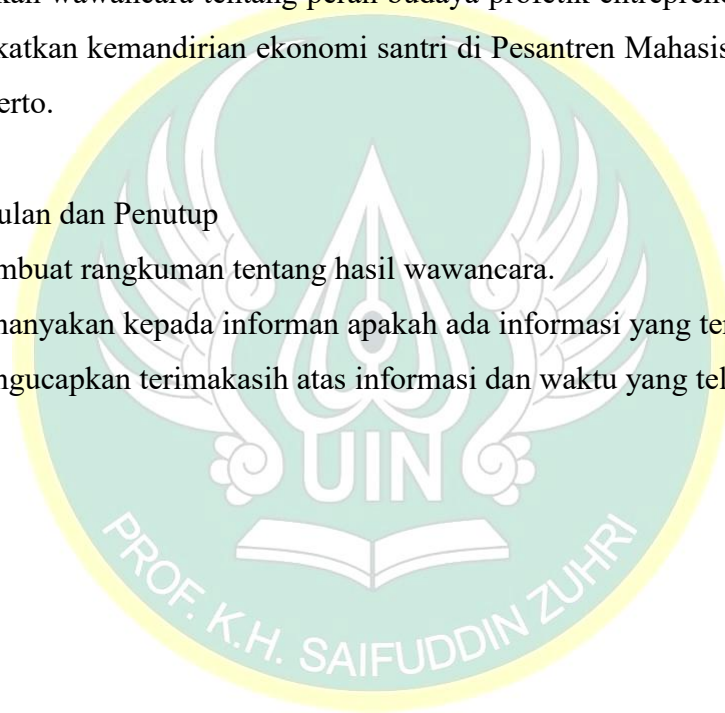 kan wawancara tentang peran budaya profetik entrepren
katkan kemandirian ekonomi santri di Pesantren Mahasis
erto.
ulan dan Penutup
mbuat rangkuman tentang hasil wawancara.
nanyakan kepada informan apakah ada informasi yang ter
ngucapkan terimakasih atas informasi dan waktu yang tel
UIN
PROF. K.H. SAIFUDDIN ZUHRI